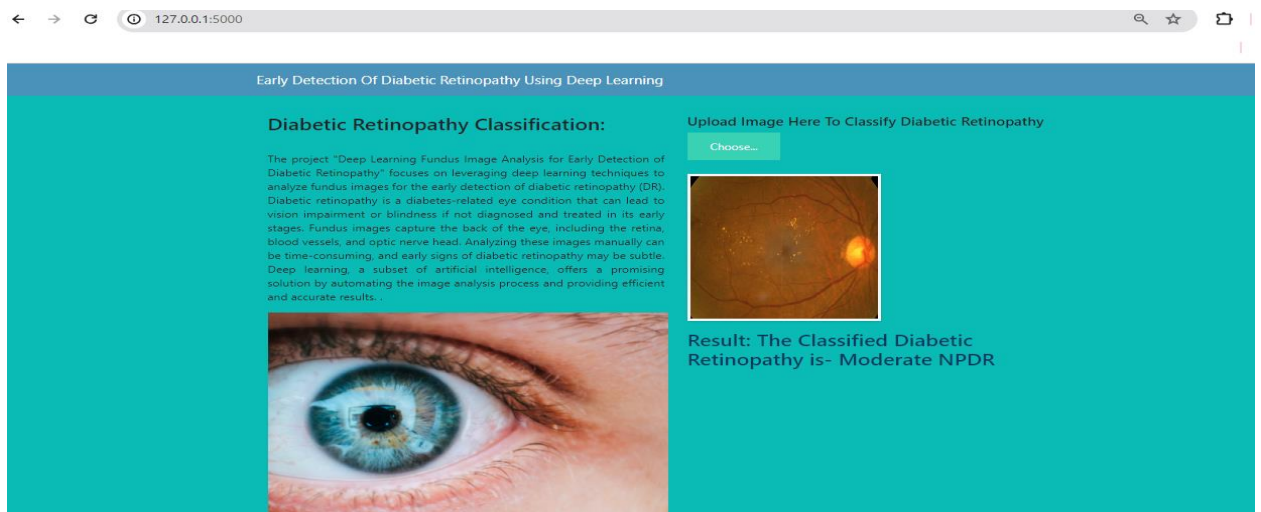 127.0.0.1:5000
Early Detection Of Diabetic Retinopathy Using Deep Learning
Diabetic Retinopathy Classification:
The project "Deep Learning Fundus Image Analysis for Early Detection of
Diabetic Retinopathy" focuses on leveraging deep learning techniques to
analyze fundus images for the early detection of diabetic retinopathy (DR).
Diabetic retinopathy is a diabetes-related eye condition that can lead to
vision impairment or blindness if not diagnosed and treated in its early
stages. Fundus images capture the back of the eye, including the retina,
blood vessels, and optic nerve head. Analyzing these images manually can
be time-consuming, and early signs of diabetic retinopathy may be subtle.
Deep learning, a subset of artificial intelligence, offers a promising
solution by automating the image analysis process and providing efficient
and accurate results. .
Upload Image Here To Classify Diabetic Retinopathy
Choose...
Result: The Classified Diabetic
Retinopathy is- Moderate NPDR